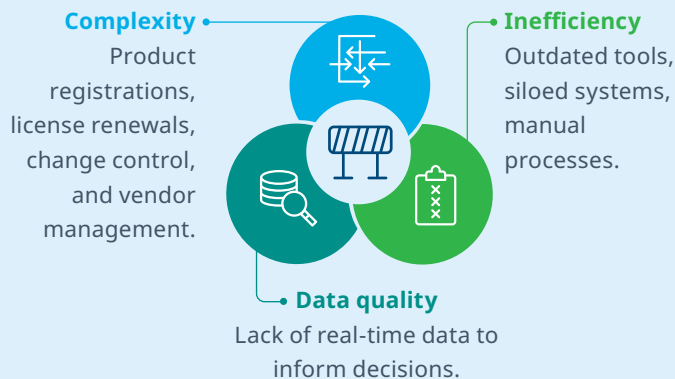 Complexity
Product
registrations,
license renewals,
change control,
and vendor
management.
Inefficiency
Outdated tools,
siloed systems,
manual
processes.
Data quality
Lack of real-time data to
inform decisions.